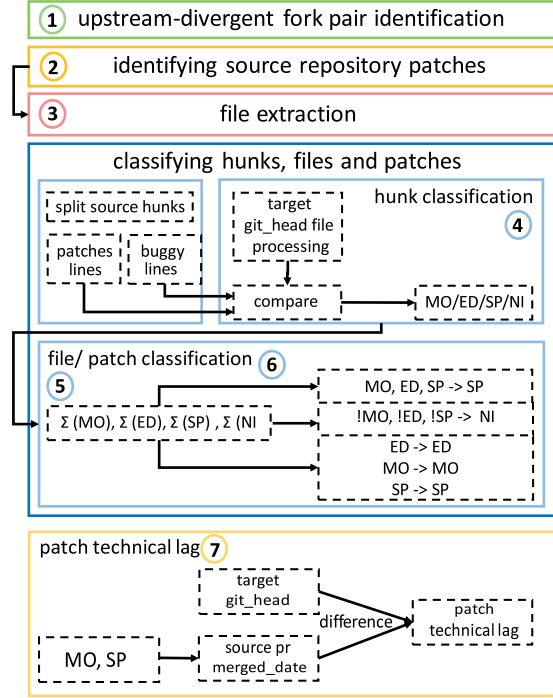 1 upstream-divergent fork pair identification
2 identifying source repository patches
3 file extraction
classifying hunks, files and patches
split source hunks
patches
lines
buggy
lines
target
git_head file
processing
hunk classification
4
compare
MO/ED/SP/NI
file/ patch classification 6
5
Σ (MO), Σ (ED), Σ (SP) , Σ (NI
MO, ED, SP -> SP
!MO, !ED, !SP -> NI
ED -> ED
MO -> MO
SP -> SP
patch technical lag 7
target
git_head
difference
patch
technical lag
MO, SP
source pr
merged_date